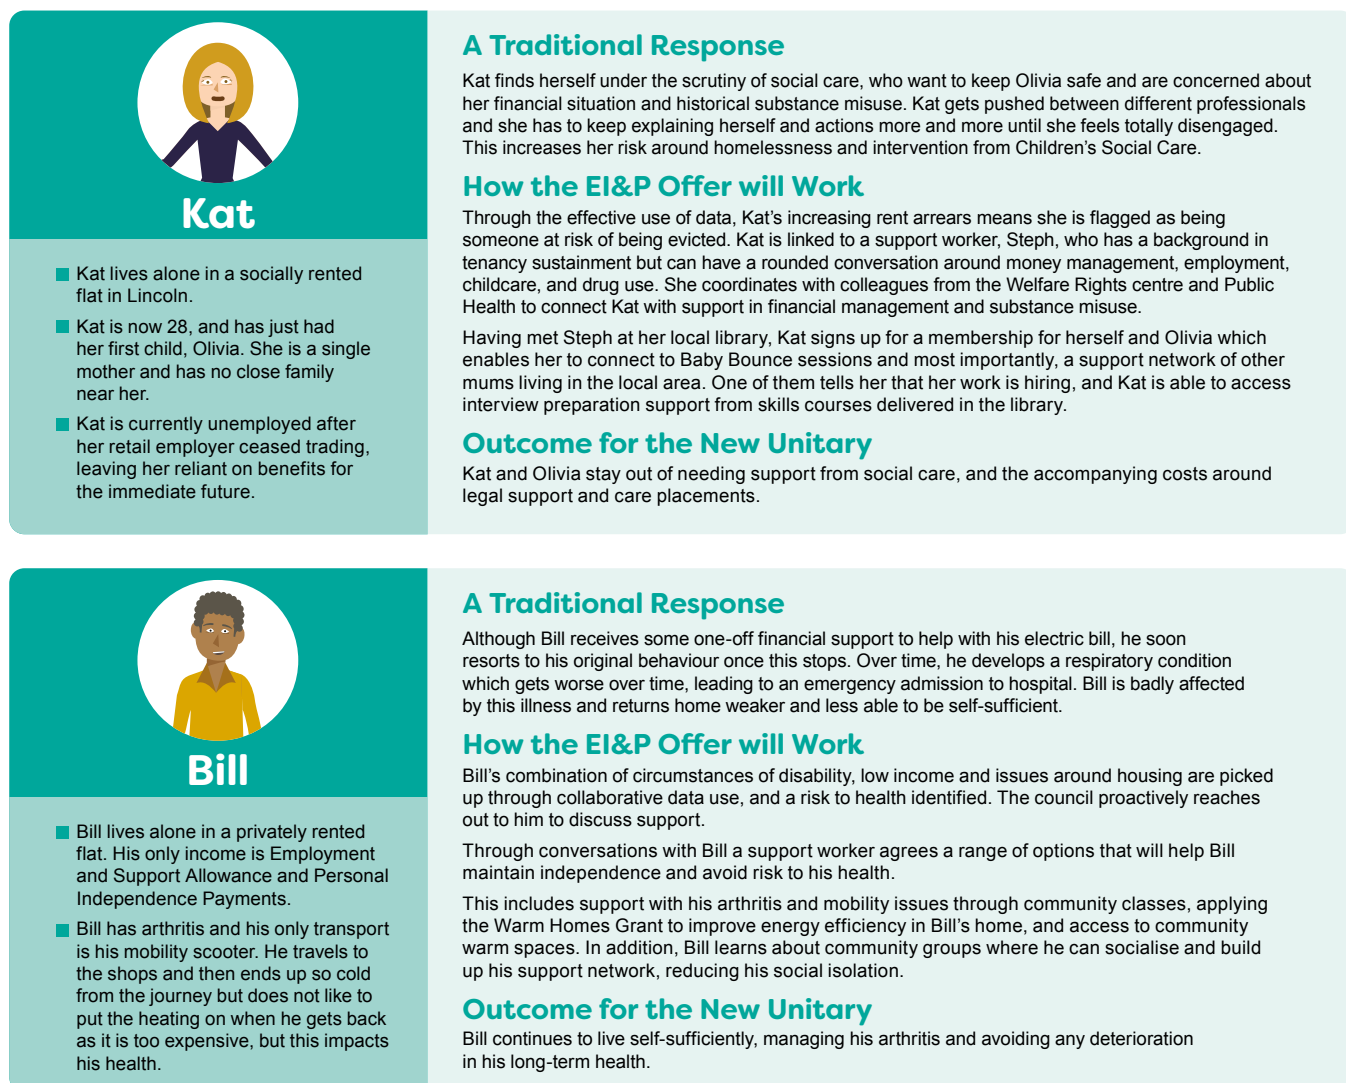 Kat
Kat lives alone in a socially rented
flat in Lincoln.
Kat is now 28, and has just had
her first child, Olivia. She is a single
mother and has no close family
near her.
Kat is currently unemployed after
her retail employer ceased trading,
leaving her reliant on benefits for
the immediate future.
A Traditional Response
Kat finds herself under the scrutiny of social care, who want to keep Olivia safe and are concerned about
her financial situation and historical substance misuse. Kat gets pushed between different professionals
and she has to keep explaining herself and actions more and more until she feels totally disengaged.
This increases her risk around homelessness and intervention from Children's Social Care.
How the EI&P Offer will Work
Through the effective use of data, Kat's increasing rent arrears means she is flagged as being
someone at risk of being evicted. Kat is linked to a support worker, Steph, who has a background in
tenancy sustainment but can have a rounded conversation around money management, employment,
childcare, and drug use. She coordinates with colleagues from the Welfare Rights centre and Public
Health to connect Kat with support in financial management and substance misuse.
Having met Steph at her local library, Kat signs up for a membership for herself and Olivia which
enables her to connect to Baby Bounce sessions and most importantly, a support network of other
mums living in the local area. One of them tells her that her work is hiring, and Kat is able to access
interview preparation support from skills courses delivered in the library.
Outcome for the New Unitary
Kat and Olivia stay out of needing support from social care, and the accompanying costs around
legal support and care placements.
Bill
Bill lives alone in a privately rented
flat. His only income is Employment
and Support Allowance and Personal
Independence Payments.
Bill has arthritis and his only transport
is his mobility scooter. He travels to
the shops and then ends up so cold
from the journey but does not like to
put the heating on when he gets back
as it is too expensive, but this impacts
his health.
A Traditional Response
Although Bill receives some one-off financial support to help with his electric bill, he soon
resorts to his original behaviour once this stops. Over time, he develops a respiratory condition
which gets worse over time, leading to an emergency admission to hospital. Bill is badly affected
by this illness and returns home weaker and less able to be self-sufficient.
How the EI&P Offer will Work
Bill's combination of circumstances of disability, low income and issues around housing are picked
up through collaborative data use, and a risk to health identified. The council proactively reaches
out to him to discuss support.
Through conversations with Bill a support worker agrees a range of options that will help Bill
maintain independence and avoid risk to his health.
This includes support with his arthritis and mobility issues through community classes, applying
the Warm Homes Grant to improve energy efficiency in Bill's home, and access to community
warm spaces. In addition, Bill learns about community groups where he can socialise and build
up his support network, reducing his social isolation.
Outcome for the New Unitary
Bill continues to live self-sufficiently, managing his arthritis and avoiding any deterioration
in his long-term health.